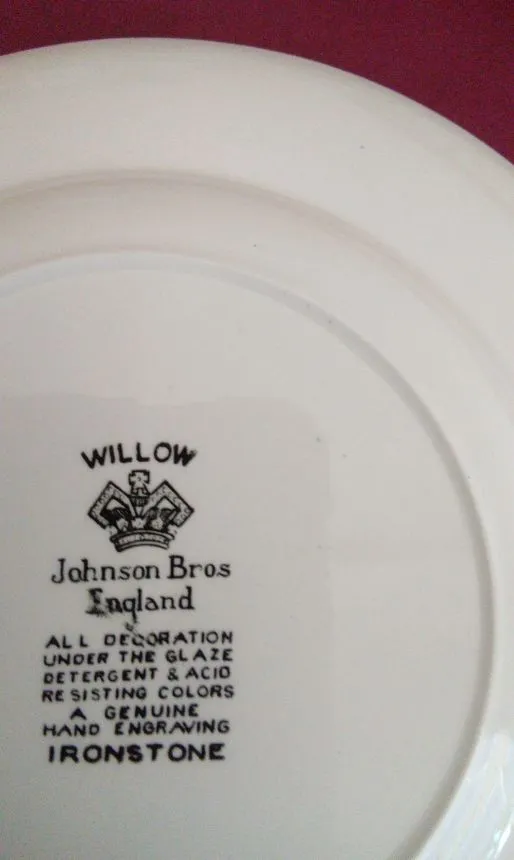 WILLOW
Johnson Bros
England
ALL DECORATION
UNDER THE GLAZE
DETERGENT & ACID
RESISTING COLORS
A GENUINE
HAND ENGRAVING
IRONSTONE